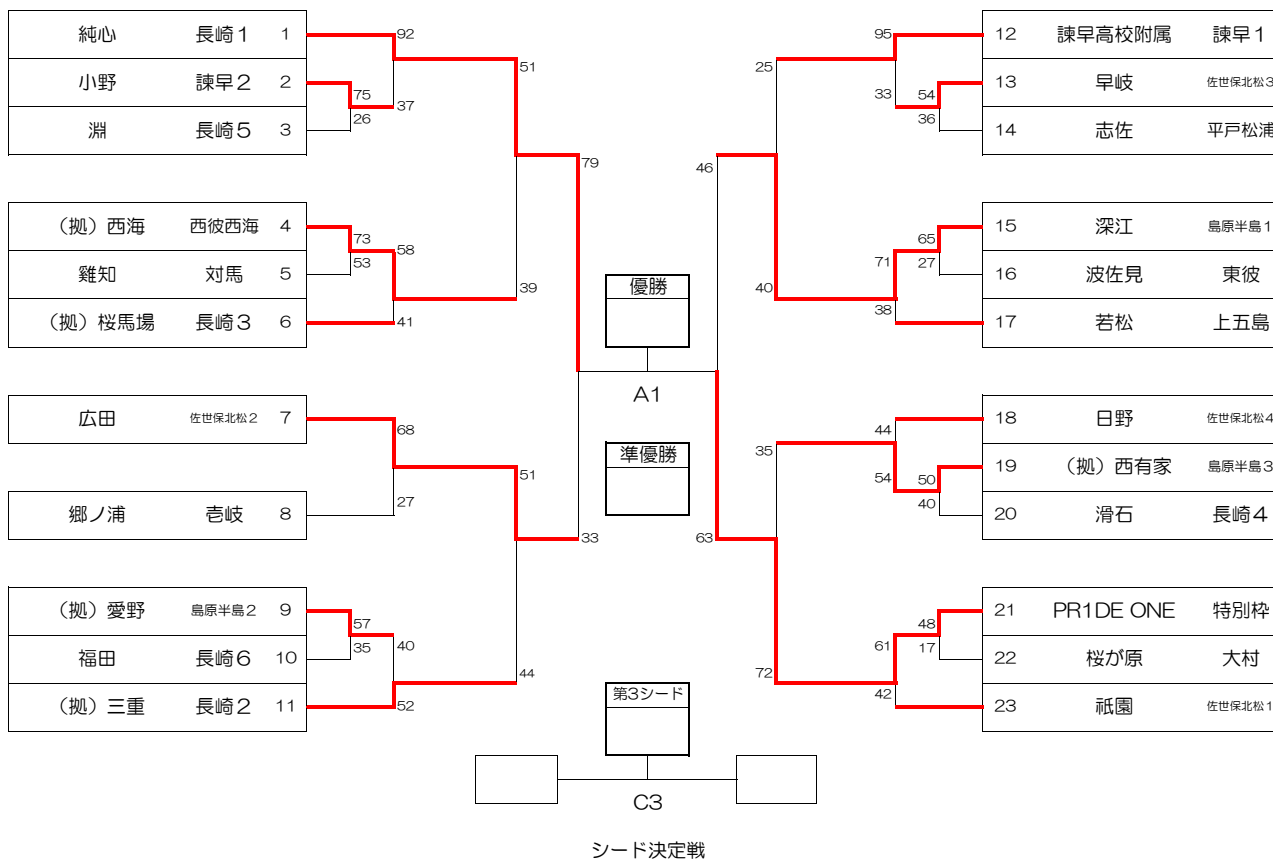 純心 長崎1 1
小野 諫早2 2
淵 長崎5 3
92
75
26
37
51
(拠)西海 西彼西海 4
雞知 対馬 5
(拠)桜馬場 長崎3 6
73
53
58
41
39
79
広田 佐世保北松2 7
郷ノ浦 壱岐 8
68
27
51
33
(拠)愛野 島原半島2 9
福田 長崎6 10
(拠)三重 長崎2 11
57
35
40
52
44
優勝
A1
準優勝
第3シード
C3
シード決定戦
12 諫早高校附属 諫早1
13 早岐 佐世保北松3
14 志佐 平戸松浦
95
54
36
33
25
46
15 深江 島原半島1
16 波佐見 東彼
17 若松 上五島
65
27
71
38
40
18 日野 佐世保北松4
19 (拠)西有家 島原半島3
20 滑石 長崎4
44
50
40
54
35
63
21 PR1DE ONE 特別枠
22 桜が原 大村
23 祇園 佐世保北松1
48
17
61
42
72